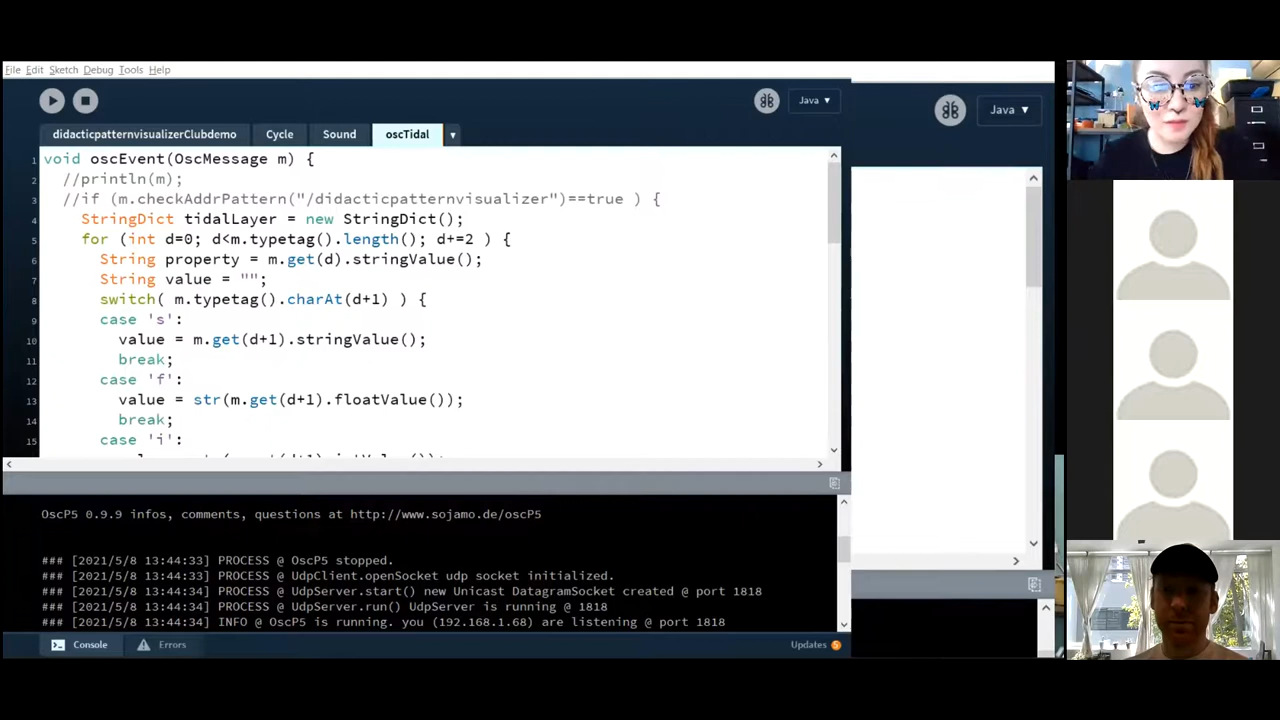 File Edit Sketch Debug Tools Help
Java ▼
Java ▼
didacticpatternvisualizerClubdemo Cycle Sound oscTidal ▼
1 void oscEvent(OscMessage m) {
2 //println(m);
3 //if (m.checkAddrPattern("/didacticpatternvisualizer")==true ) {
4 StringDict tidalLayer = new StringDict();
5 for (int d=0; d<m.typetag().length(); d+=2 ) {
6 String property = m.get(d).stringValue();
7 String value = "";
8 switch( m.typetag().charAt(d+1) ) {
9 case 's':
10 value = m.get(d+1).stringValue();
11 break;
12 case 'f':
13 value = str(m.get(d+1).floatValue());
14 break;
15 case 'i':
OscP5 0.9.9 infos, comments, questions at http://www.sojamo.de/oscP5
### [2021/5/8 13:44:33] PROCESS @ OscP5 stopped.
### [2021/5/8 13:44:34] PROCESS @ UdpClient.openSocket udp socket initialized.
### [2021/5/8 13:44:34] PROCESS @ UdpServer.start() new Unicast DatagramSocket created @ port 1818
### [2021/5/8 13:44:34] PROCESS @ UdpServer.run() UdpServer is running @ 1818
### [2021/5/8 13:44:34] INFO @ OscP5 is running. you (192.168.1.68) are listening @ port 1818
Console Errors Updates 5